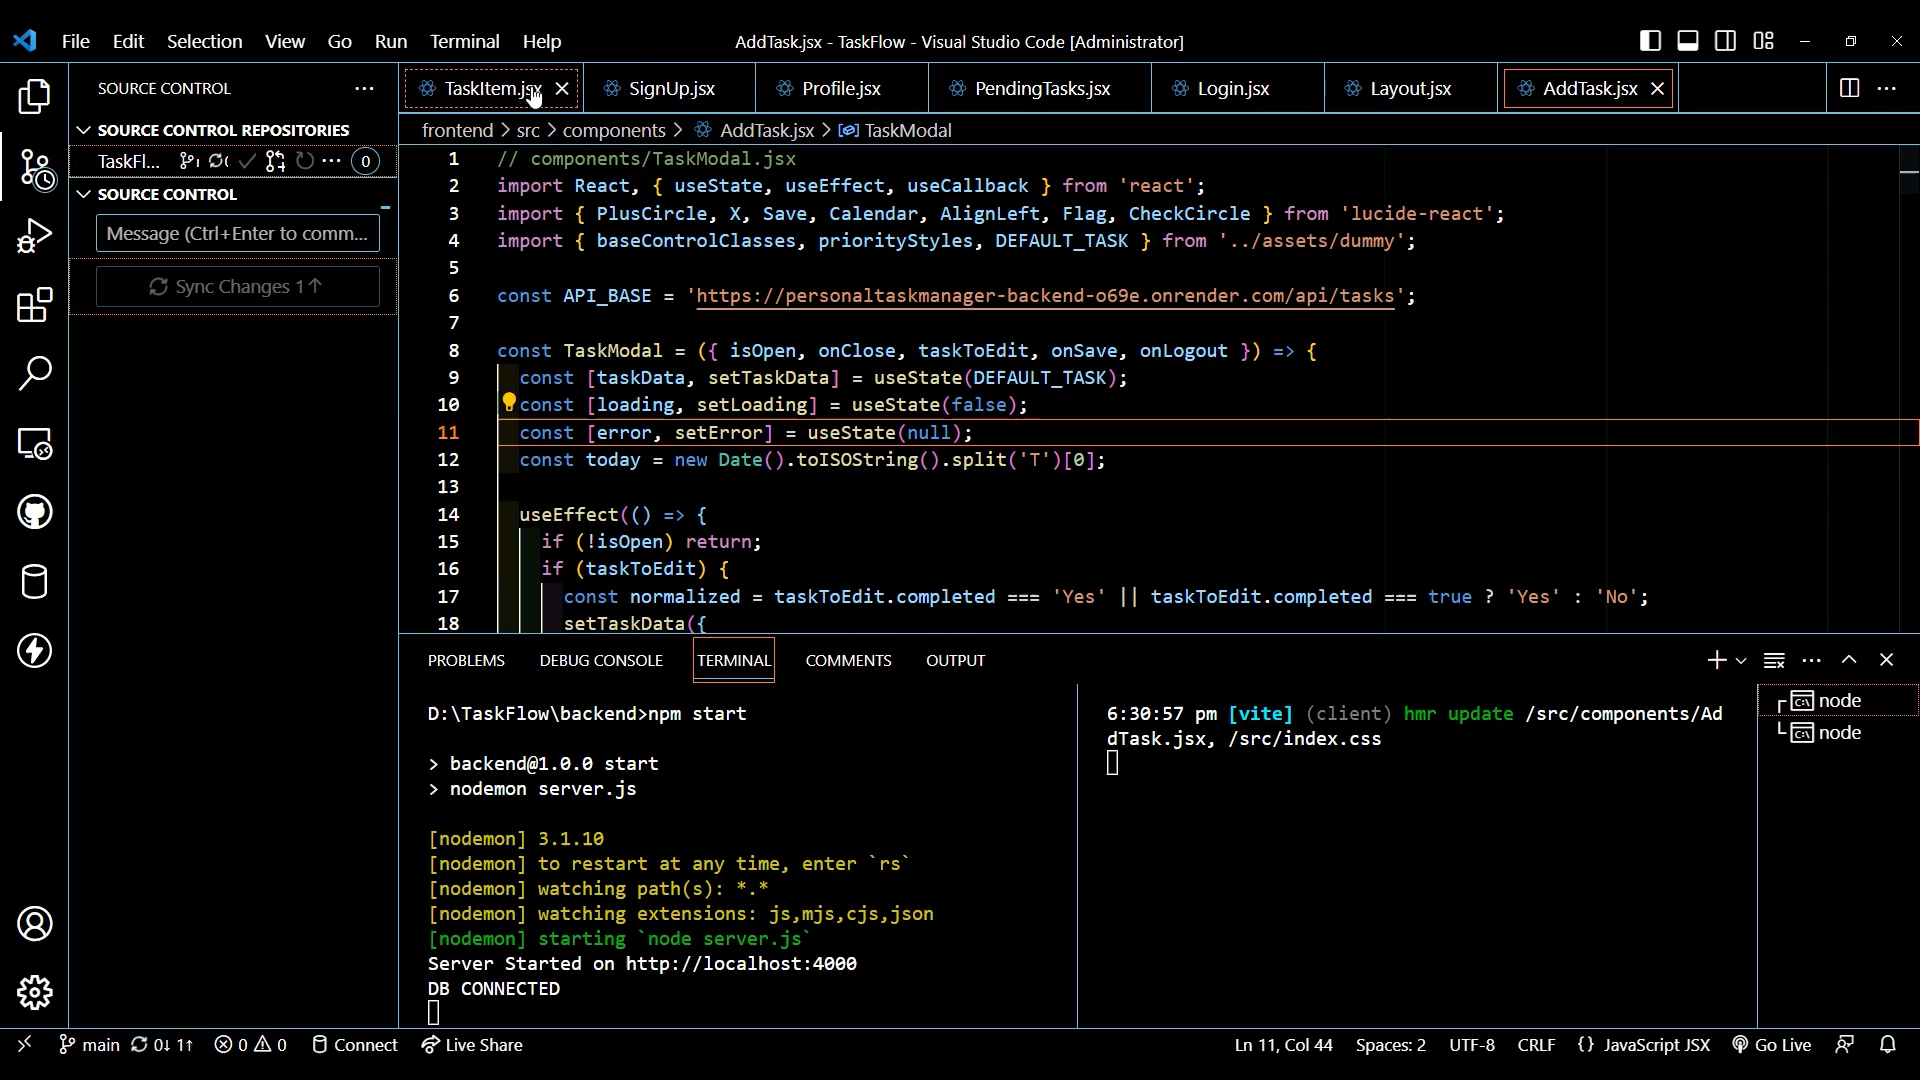 File Edit Selection View Go Run Terminal Help
AddTask.jsx - TaskFlow - Visual Studio Code [Administrator]
SOURCE CONTROL
SOURCE CONTROL REPOSITORIES
TaskFl... 0
SOURCE CONTROL
Message (Ctrl+Enter to comm...
Sync Changes 1↑
TaskItem.jsx SignUp.jsx Profile.jsx PendingTasks.jsx Login.jsx Layout.jsx AddTask.jsx
frontend > src > components > AddTask.jsx > TaskModal
1 // components/TaskModal.jsx
2 import React, { useState, useEffect, useCallback } from 'react';
3 import { PlusCircle, X, Save, Calendar, AlignLeft, Flag, CheckCircle } from 'lucide-react';
4 import { baseControlClasses, priorityStyles, DEFAULT_TASK } from '../assets/dummy';
5
6 const API_BASE = 'https://personaltaskmanager-backend-o69e.onrender.com/api/tasks';
7
8 const TaskModal = ({ isOpen, onClose, taskToEdit, onSave, onLogout }) => {
9 const [taskData, setTaskData] = useState(DEFAULT_TASK);
10 const [loading, setLoading] = useState(false);
11 const [error, setError] = useState(null);
12 const today = new Date().toISOString().split('T')[0];
13
14 useEffect(() => {
15 if (!isOpen) return;
16 if (taskToEdit) {
17 const normalized = taskToEdit.completed === 'Yes' || taskToEdit.completed === true ? 'Yes' : 'No';
18 setTaskData({
PROBLEMS DEBUG CONSOLE TERMINAL COMMENTS OUTPUT
D:\TaskFlow\backend>npm start
> backend@1.0.0 start
> nodemon server.js
[nodemon] 3.1.10
[nodemon] to restart at any time, enter `rs`
[nodemon] watching path(s): *.*
[nodemon] watching extensions: js,mjs,cjs,json
[nodemon] starting `node server.js`
Server Started on http://localhost:4000
DB CONNECTED
6:30:57 pm [vite] (client) hmr update /src/components/Ad
dTask.jsx, /src/index.css
node
node
main 0↓ 1↑ 0 0 Connect Live Share
Ln 11, Col 44 Spaces: 2 UTF-8 CRLF {} JavaScript JSX Go Live